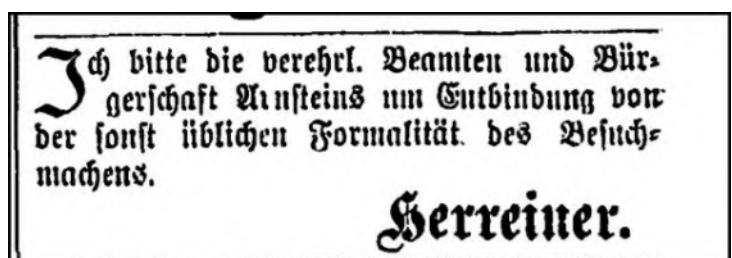 Ich bitte die verehrl. Beamten und Bür-
gerschaft Arnsteins um Entbindung von
der sonst üblichen Formalität des Besuch-
machens.
Herreiner.